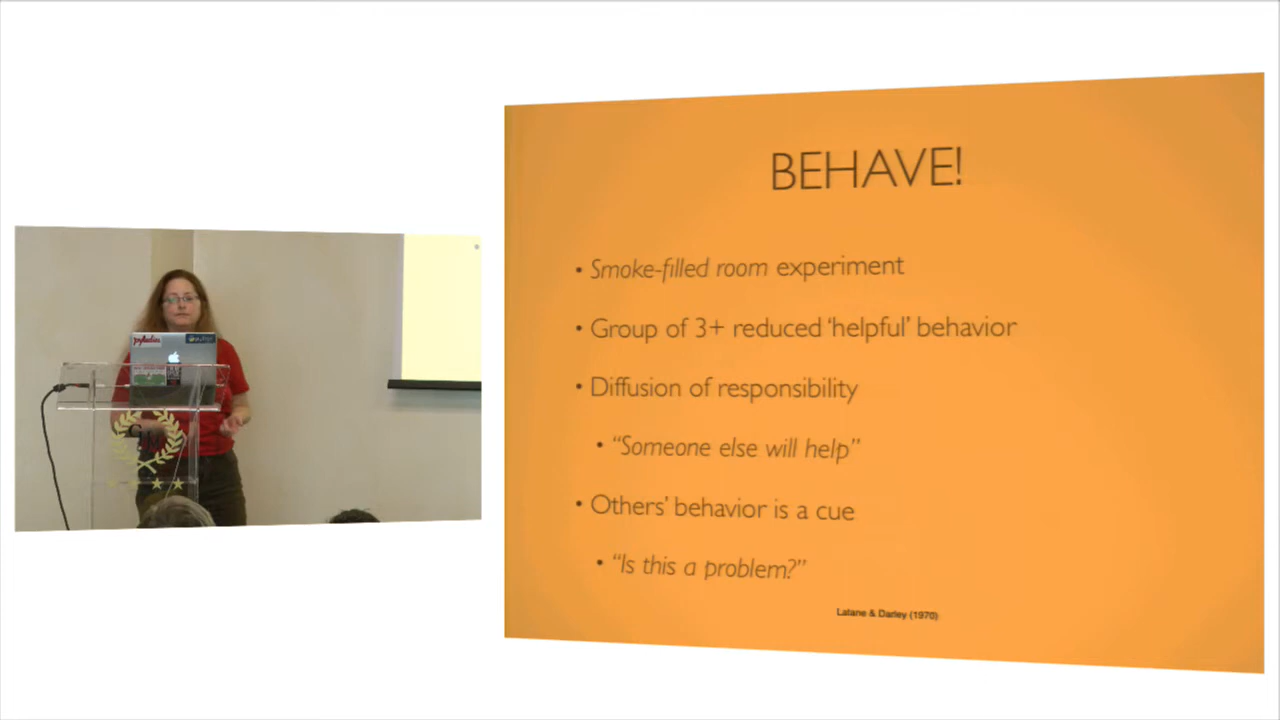 BEHAVE!
• Smoke-filled room experiment
• Group of 3+ reduced ‘helpful’ behavior
• Diffusion of responsibility
• “Someone else will help”
• Others’ behavior is a cue
• “Is this a problem?”
Latane & Darley (1970)